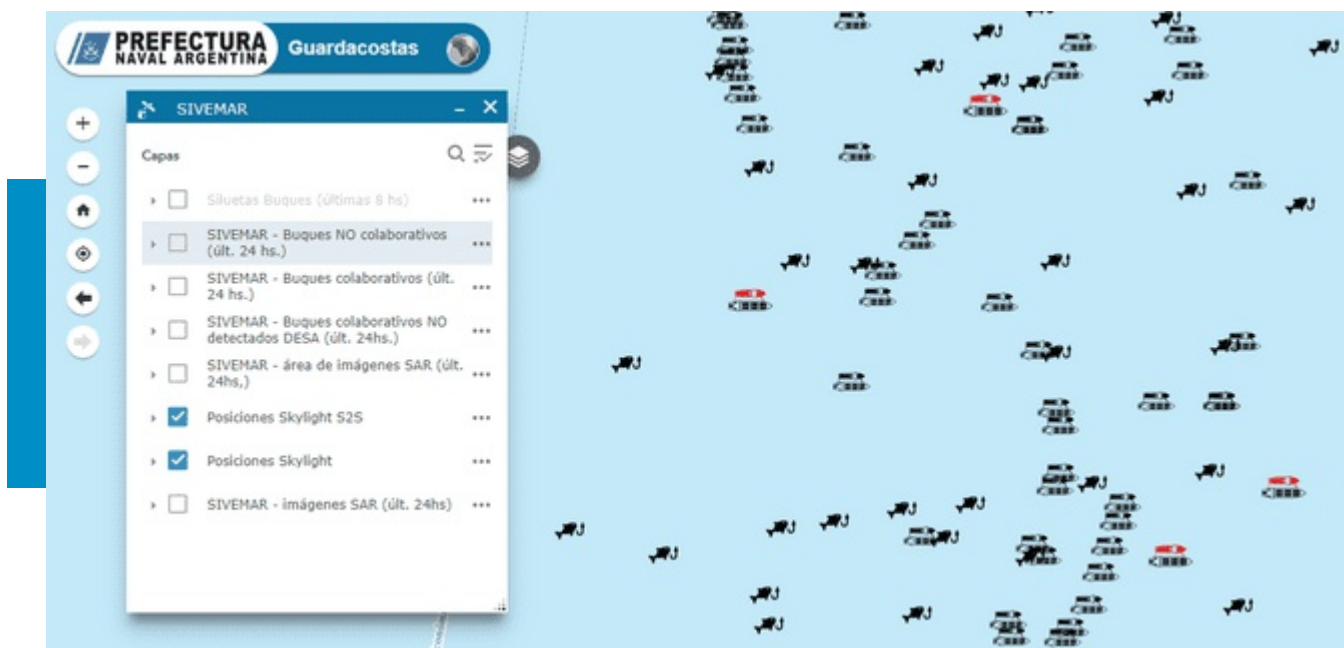 PREFECTURA
NAVAL ARGENTINA
Guardacostas
SIVEMAR
Capas
Siluetas Buques (últimas 8 hs)
SIVEMAR - Buques NO colaborativos
(últ. 24 hs.)
SIVEMAR - Buques colaborativos (últ.
24 hs.)
SIVEMAR - Buques colaborativos NO
detectados DESA (últ. 24hs.)
SIVEMAR - área de imágenes SAR (últ.
24hs,)
Posiciones Skylight S2S
Posiciones Skylight
SIVEMAR - imágenes SAR (últ. 24hs)